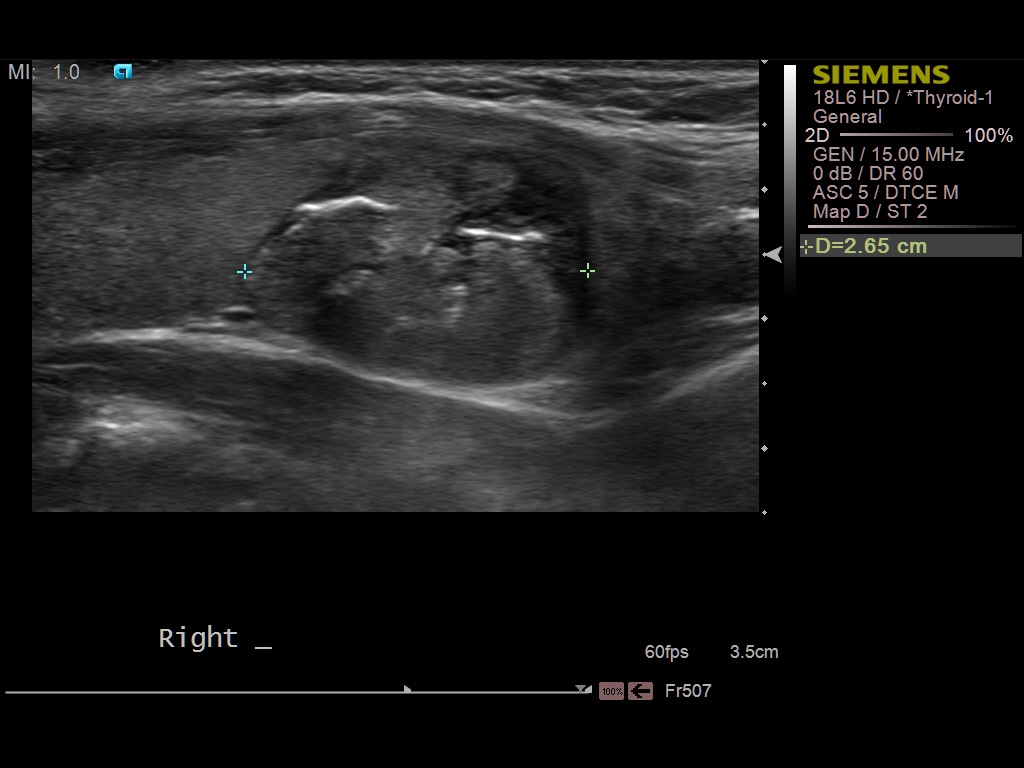 MI: 1.0
SIEMENS
18L6 HD / *Thyroid-1
General
2D 100%
GEN / 15.00 MHz
0 dB / DR 60
ASC 5 / DTCE M
Map D / ST 2
D=2.65 cm
Right _
60fps 3.5cm
100% Fr507